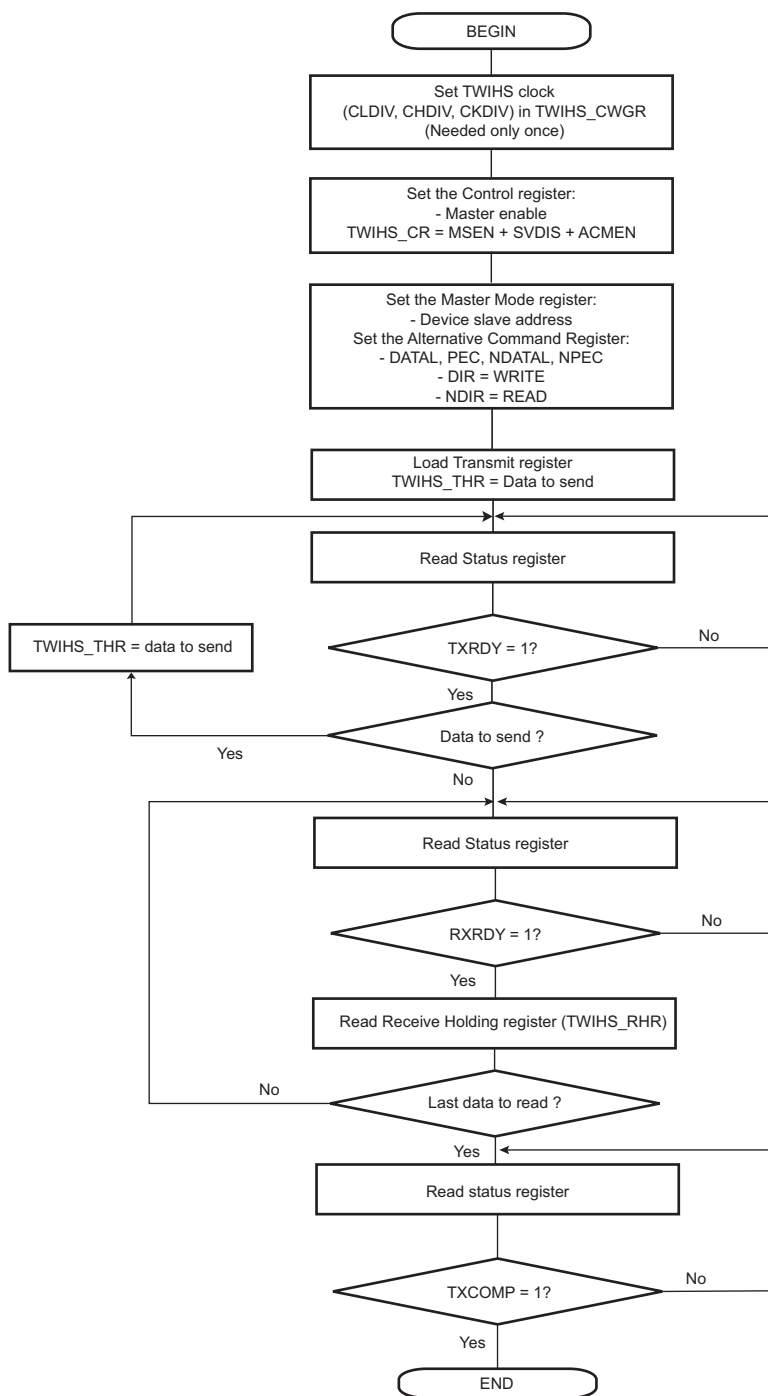 BEGIN
Set TWIHS clock
(CLDIV, CHDIV, CKDIV) in TWIHS_CWGR
(Needed only once)
Set the Control register:
- Master enable
TWIHS_CR = MSEN + SVDIS + ACMEN
Set the Master Mode register:
- Device slave address
Set the Alternative Command Register:
- DATAL, PEC, NDATAL, NPEC
- DIR = WRITE
- NDIR = READ
Load Transmit register
TWIHS_THR = Data to send
Read Status register
TWIHS_THR = data to send
TXRDY = 1?
No
Yes
Data to send ?
Yes
No
Read Status register
RXRDY = 1?
No
Yes
Read Receive Holding register (TWIHS_RHR)
No
Last data to read ?
Yes
Read status register
TXCOMP = 1?
No
Yes
END